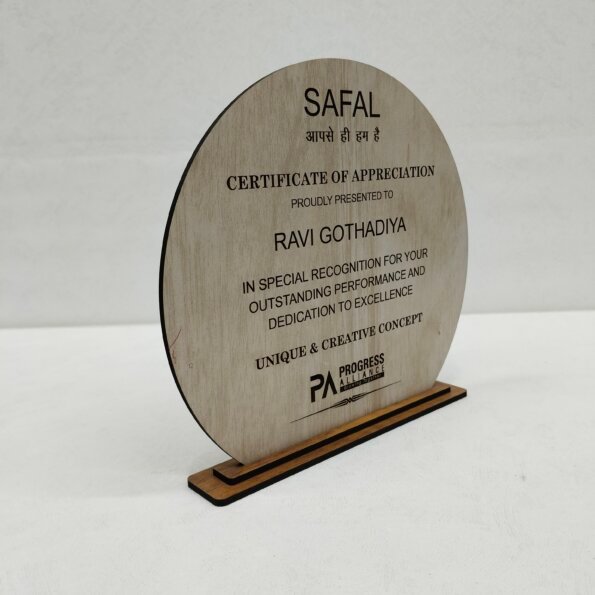 SAFAL
आपसे ही हम है
CERTIFICATE OF APPRECIATION
PROUDLY PRESENTED TO
RAVI GOTHADIYA
IN SPECIAL RECOGNITION FOR YOUR
OUTSTANDING PERFORMANCE AND
DEDICATION TO EXCELLENCE
UNIQUE & CREATIVE CONCEPT
PA PROGRESS
ALLIANCE